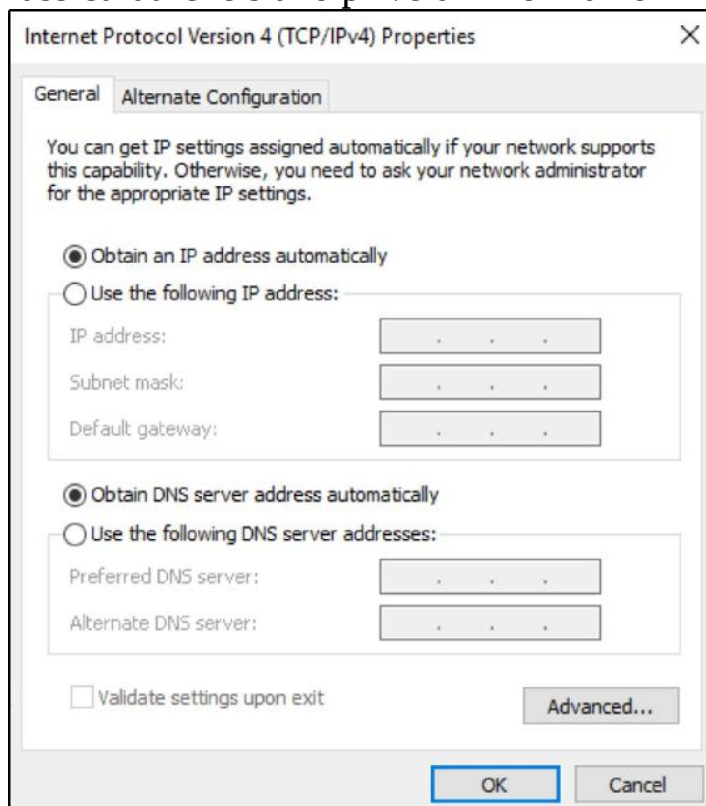 Internet Protocol Version 4 (TCP/IPv4) Properties
General
Alternate Configuration
You can get IP settings assigned automatically if your network supports
this capability. Otherwise, you need to ask your network administrator
for the appropriate IP settings.
Obtain an IP address automatically
Use the following IP address:
IP address:
Subnet mask:
Default gateway:
Obtain DNS server address automatically
Use the following DNS server addresses:
Preferred DNS server:
Alternate DNS server:
Validate settings upon exit
Advanced...
OK
Cancel